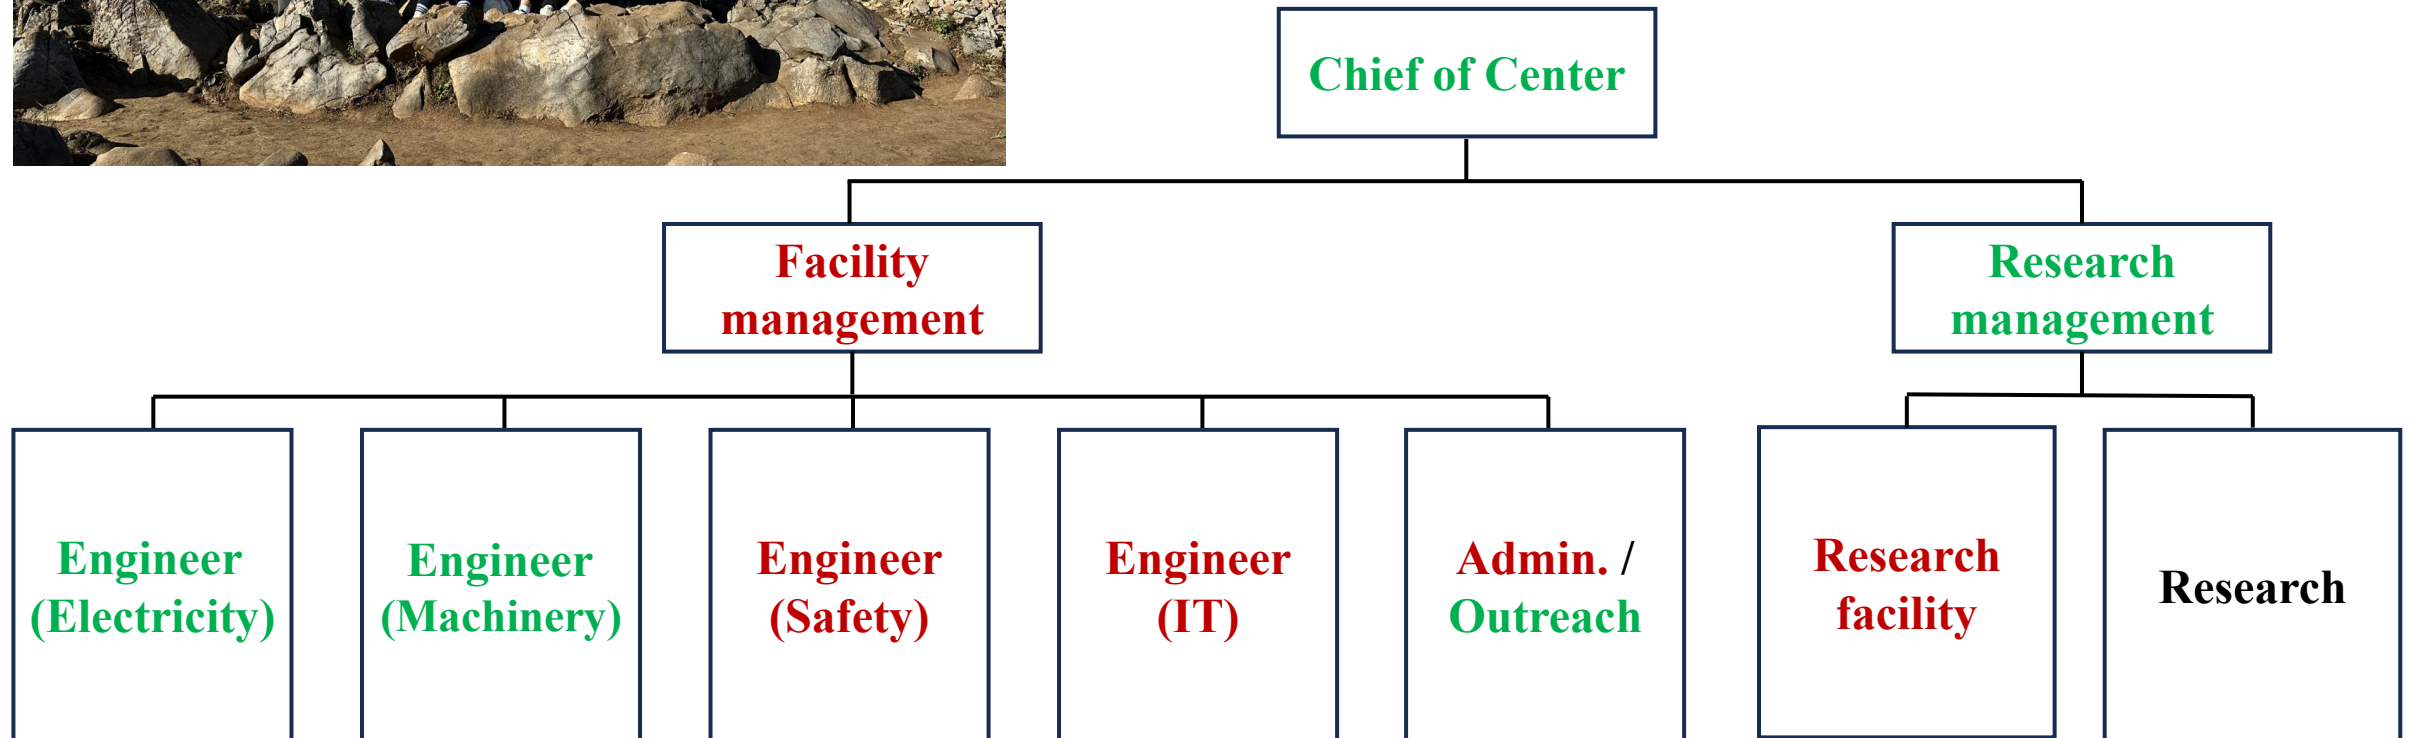 Chief of Center
Facility
management
Research
management
Engineer
(Electricity)
Engineer
(Machinery)
Engineer
(Safety)
Engineer
(IT)
Admin. /
Outreach
Research
facility
Research